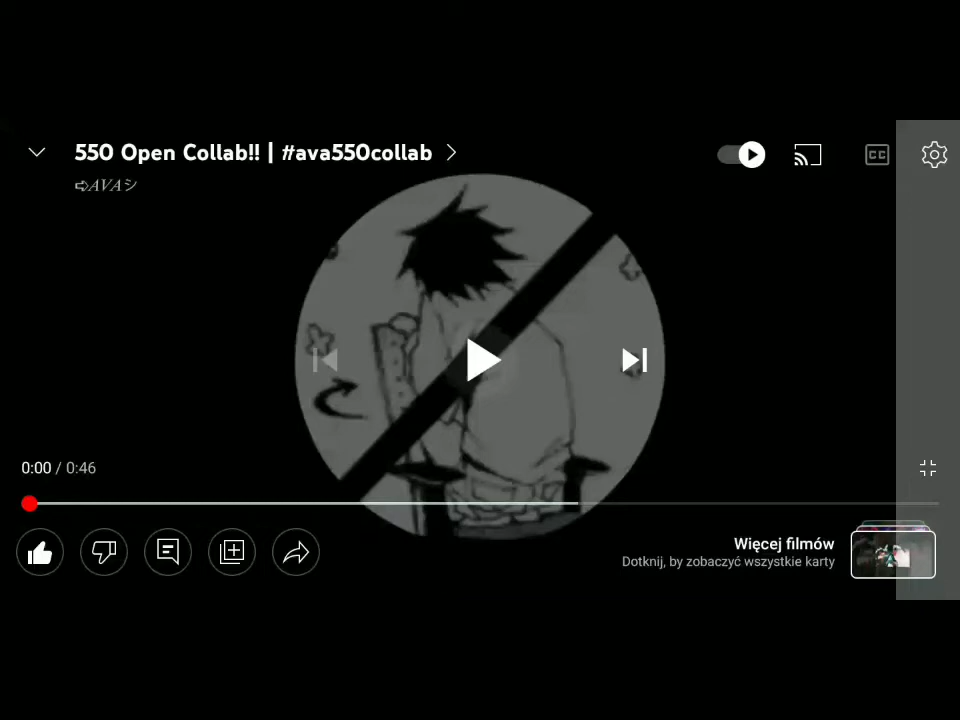 550 Open Collab!! | #ava550collab
➪𝐴𝑉𝐴シ
CC
0:00 / 0:46
Więcej filmów
Dotknij, by zobaczyć wszystkie karty